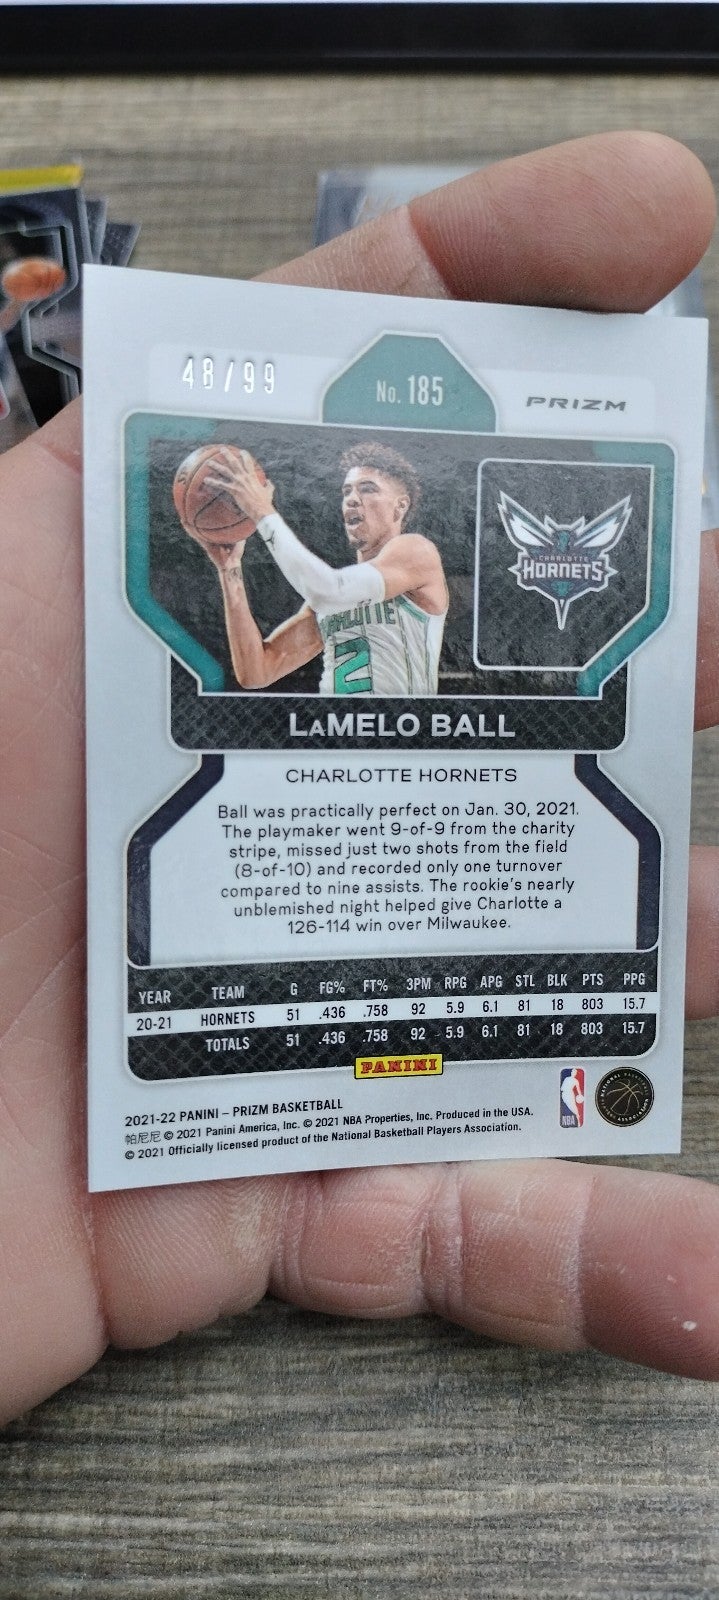 48/99
No. 185
PRIZM
CHARLOTTE
HORNETS
CHARLOTTE
2
LaMELO BALL
CHARLOTTE HORNETS
Ball was practically perfect on Jan. 30, 2021.
The playmaker went 9-of-9 from the charity
stripe, missed just two shots from the field
(8-of-10) and recorded only one turnover
compared to nine assists. The rookie's nearly
unblemished night helped give Charlotte a
126-114 win over Milwaukee.
YEAR TEAM G FG% FT% 3PM RPG APG STL BLK PTS PPG
20-21 HORNETS 51 .436 .758 92 5.9 6.1 81 18 803 15.7
TOTALS 51 .436 .758 92 5.9 6.1 81 18 803 15.7
PANINI
2021-22 PANINI – PRIZM BASKETBALL
帕尼尼 © 2021 Panini America, Inc. © 2021 NBA Properties, Inc. Produced in the USA.
© 2021 Officially licensed product of the National Basketball Players Association.
NBA